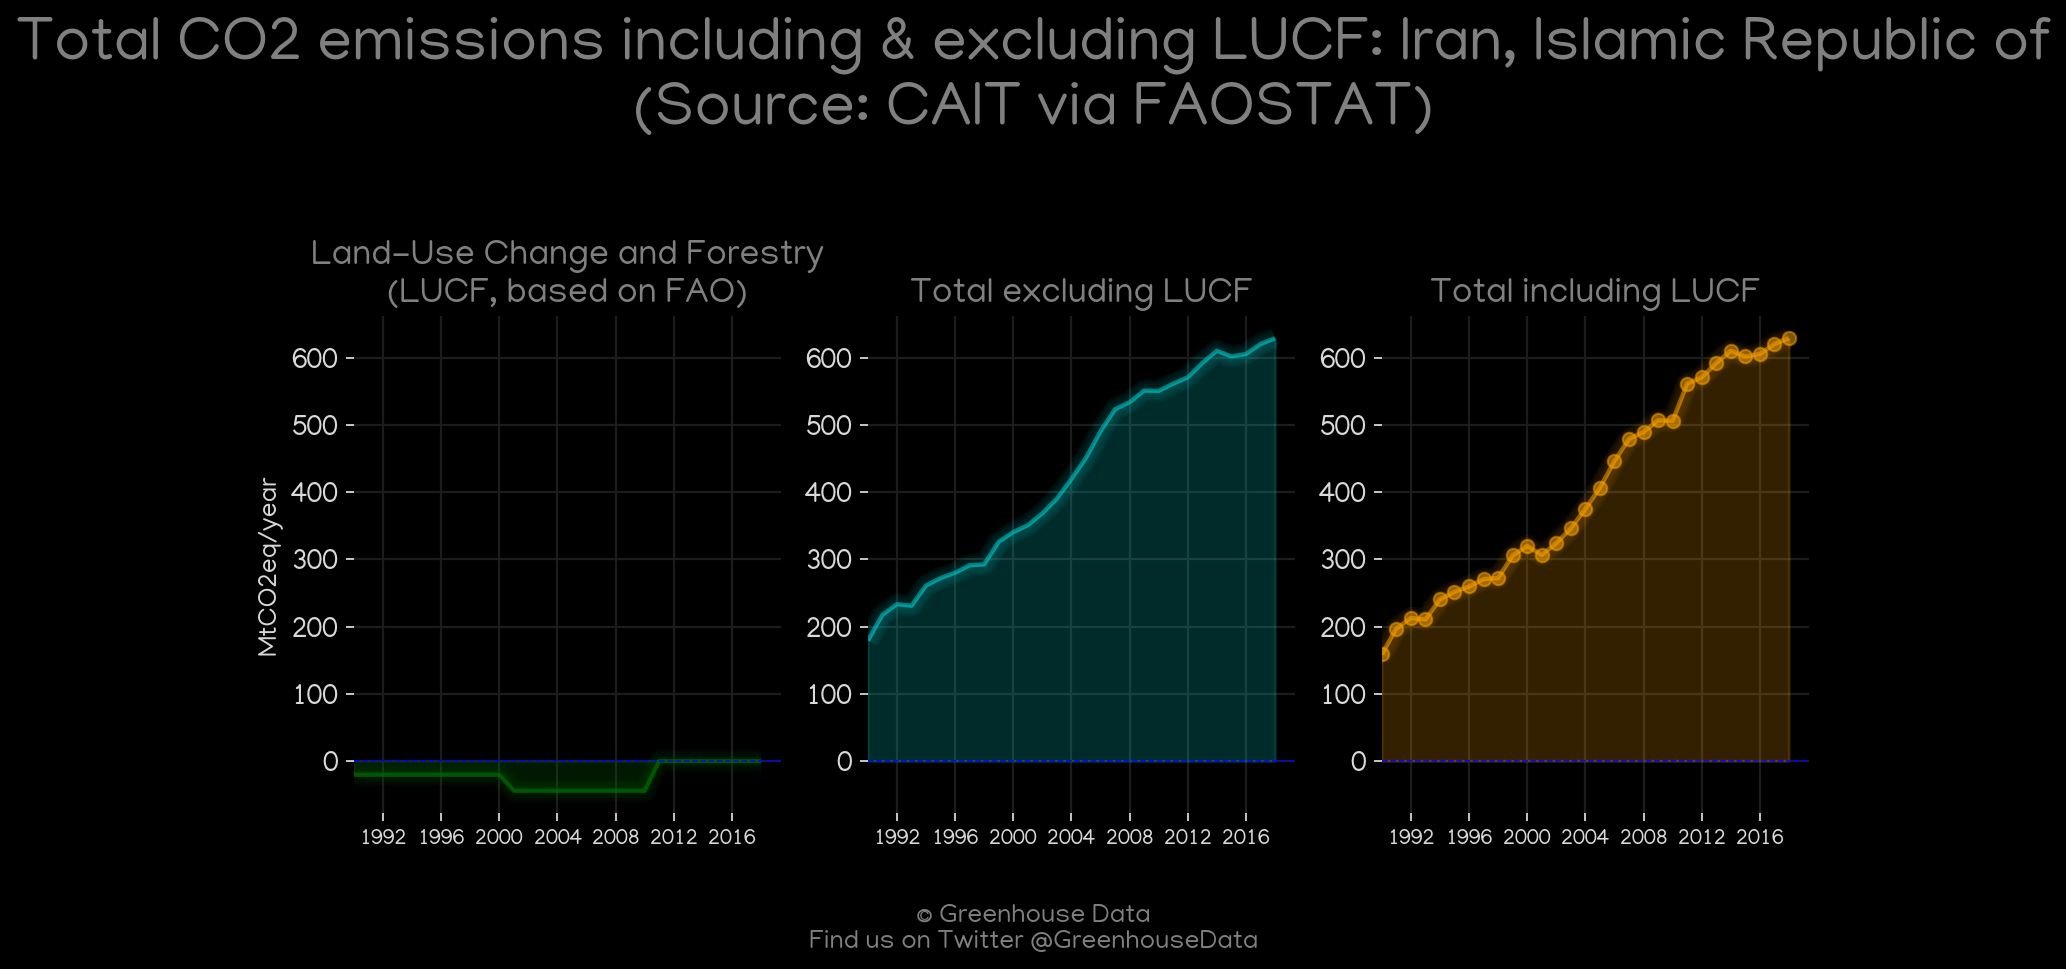 Total CO2 emissions including & excluding LUCF: Iran, Islamic Republic of
(Source: CAIT via FAOSTAT)
Land-Use Change and Forestry
(LUCF, based on FAO)
MtCO2eq/year
600
500
400
300
200
100
0
1992 1996 2000 2004 2008 2012 2016
Total excluding LUCF
600
500
400
300
200
100
0
1992 1996 2000 2004 2008 2012 2016
Total including LUCF
600
500
400
300
200
100
0
1992 1996 2000 2004 2008 2012 2016
© Greenhouse Data
Find us on Twitter @GreenhouseData